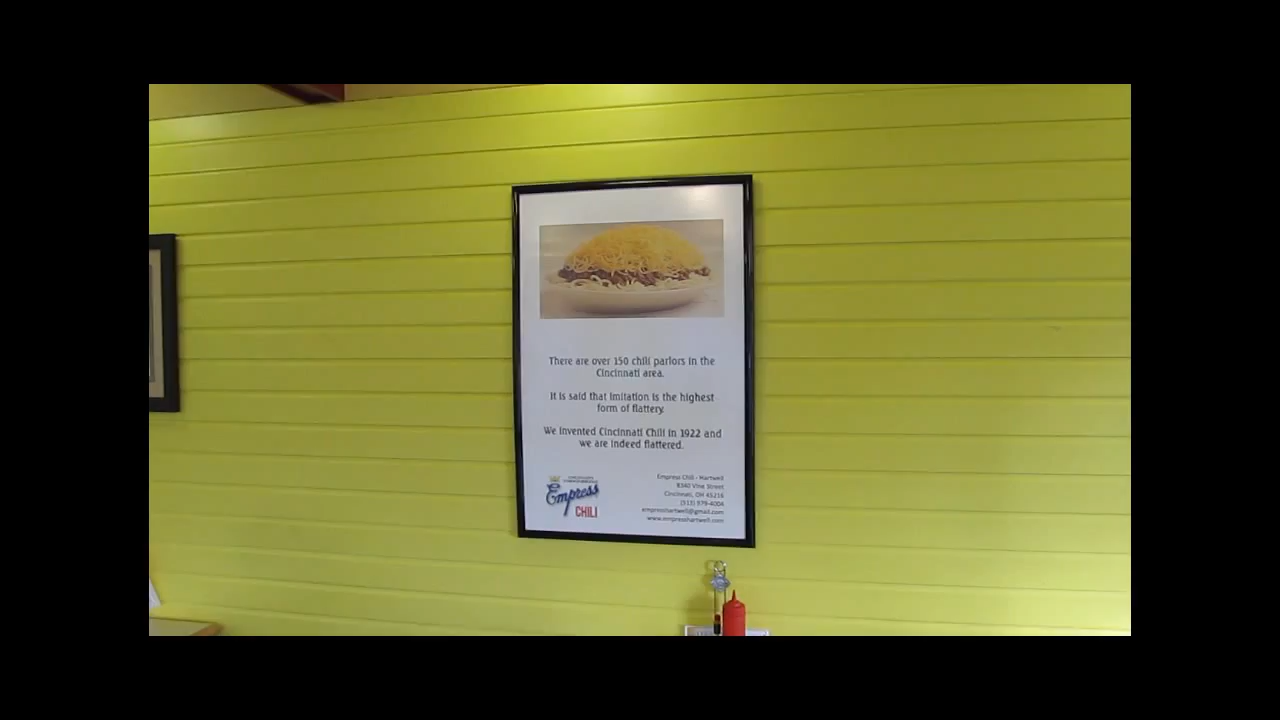 There are over 150 chili parlors in the
Cincinnati area.
It is said that imitation is the highest
form of flattery.
We invented Cincinnati Chili in 1922 and
we are indeed flattered.
Empress
CHILI
Empress Chili - Hartwell
8340 Vine Street
Cincinnati, OH 45216
(513) 979-4004
empresshartwell@gmail.com
www.empresshartwell.com